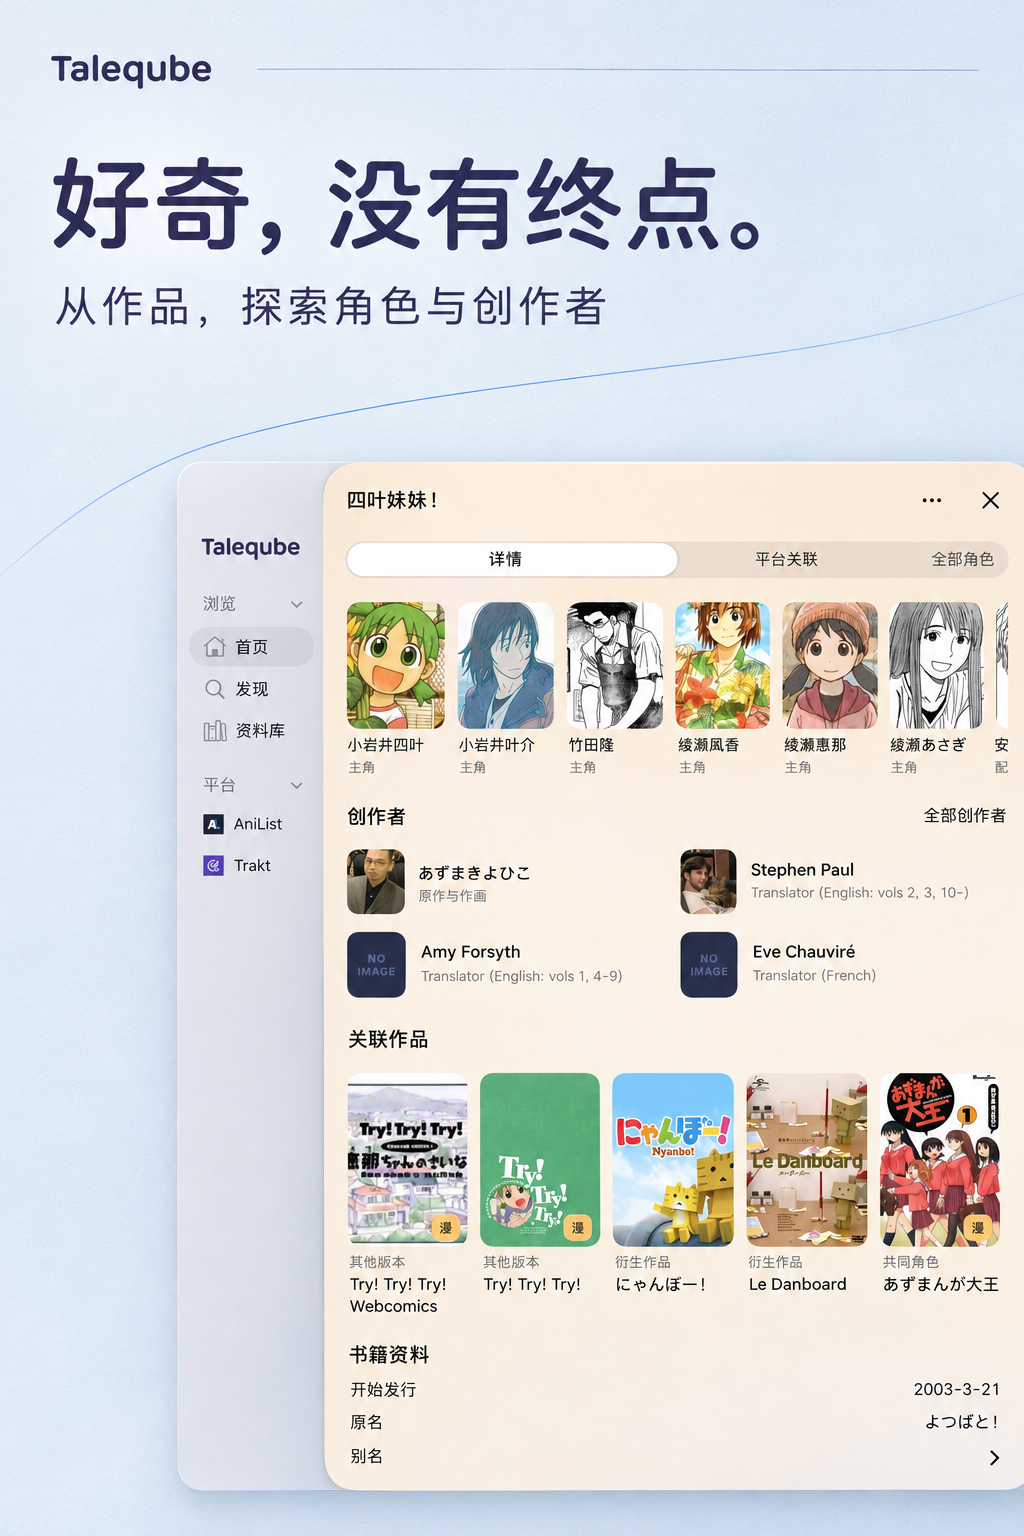 Taleqube
好奇，没有终点。
从作品，探索角色与创作者
Taleqube
浏览
首页
发现
资料库
平台
AniList
Trakt
四叶妹妹！
详情
平台关联
全部角色
小岩井四叶
主角
小岩井叶介
主角
竹田隆
主角
綾瀬風香
主角
綾瀬惠那
主角
綾瀬あさぎ
主角
安
配
创作者
全部创作者
あずまきよひこ
原作与作画
Stephen Paul
Translator (English: vols 2, 3, 10-)
NO IMAGE
Amy Forsyth
Translator (English: vols 1, 4-9)
NO IMAGE
Eve Chauviré
Translator (French)
关联作品
Try! Try! Try!
漫
其他版本
Try! Try! Try!
Webcomics
Try!
Try!
Try!
漫
其他版本
Try! Try! Try!
にゃんぼー!
Nyanbo!
衍生作品
にゃんぼー！
Le Danboard
衍生作品
Le Danboard
あずまんが
大王
1
漫
共同角色
あずまんが大王
书籍资料
开始发行
2003-3-21
原名
よつばと！
别名